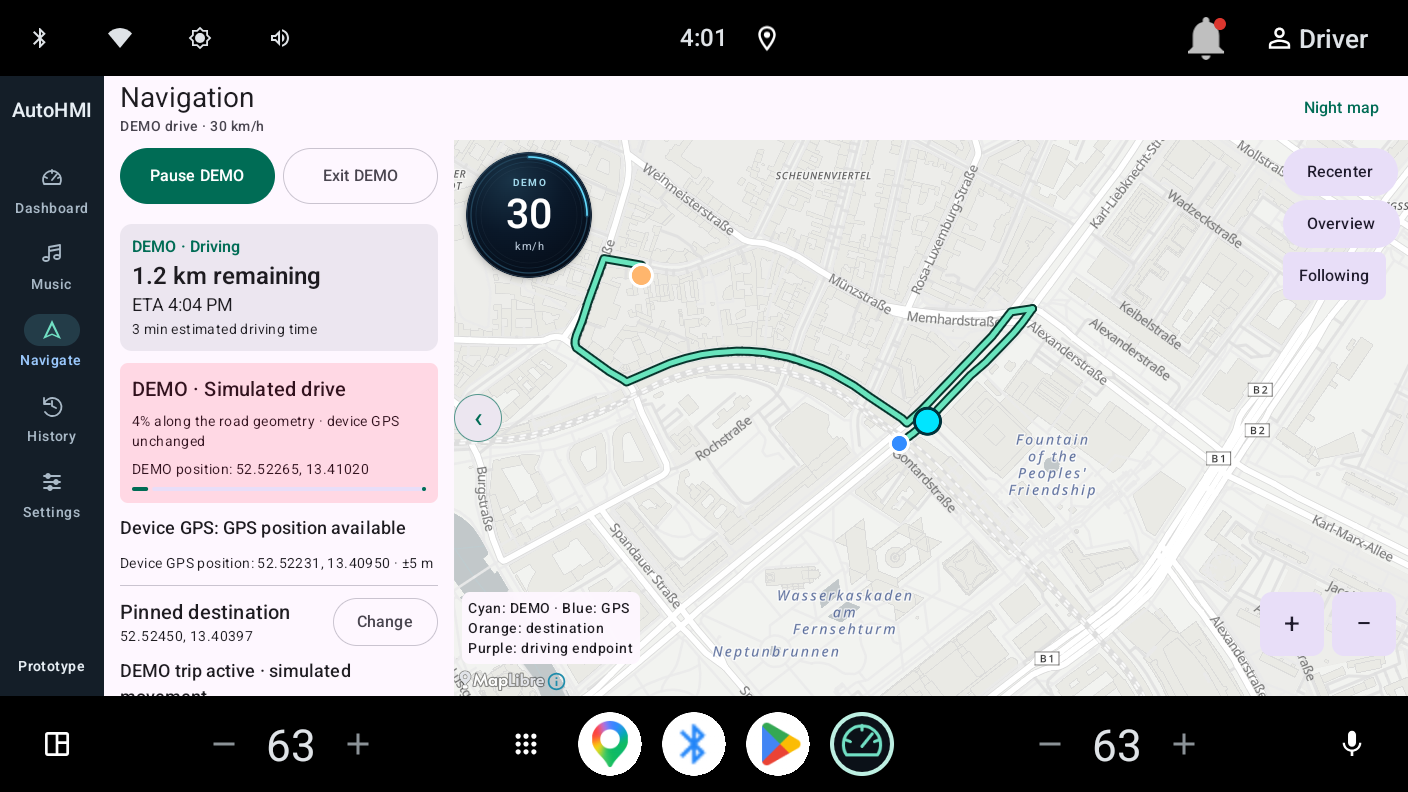 4:01
Driver
AutoHMI
Dashboard
Music
Navigate
History
Settings
Prototype
Navigation
DEMO drive · 30 km/h
Night map
Pause DEMO
Exit DEMO
DEMO · Driving
1.2 km remaining
ETA 4:04 PM
3 min estimated driving time
DEMO · Simulated drive
4% along the road geometry · device GPS
unchanged
DEMO position: 52.52265, 13.41020
Device GPS: GPS position available
Device GPS position: 52.52231, 13.40950 · ±5 m
Pinned destination
52.52450, 13.40397
Change
DEMO trip active · simulated
movement
DEMO
30
km/h
SCHEUNENVIERTEL
Weinmeisterstraße
Rosa-Luxemburg-Straße
Karl-Liebknecht-Straße
Wadzeckstraße
Münzstraße
Memhardstraße
Keibelstraße
Alexanderstraße
Alexanderstraße
Recenter
Overview
Following
B2
B2
B1
Fountain
of the
Peoples'
Friendship
Rochstraße
Gontardstraße
Burgstraße
Spandauer Straße
Karl-Marx-Allee
Wasserkaskaden
am
Fernsehturm
Neptunbrunnen
Alexanderstraße
B1
Cyan: DEMO · Blue: GPS
Orange: destination
Purple: driving endpoint
MapLibre
+
−
− 63 +
− 63 +